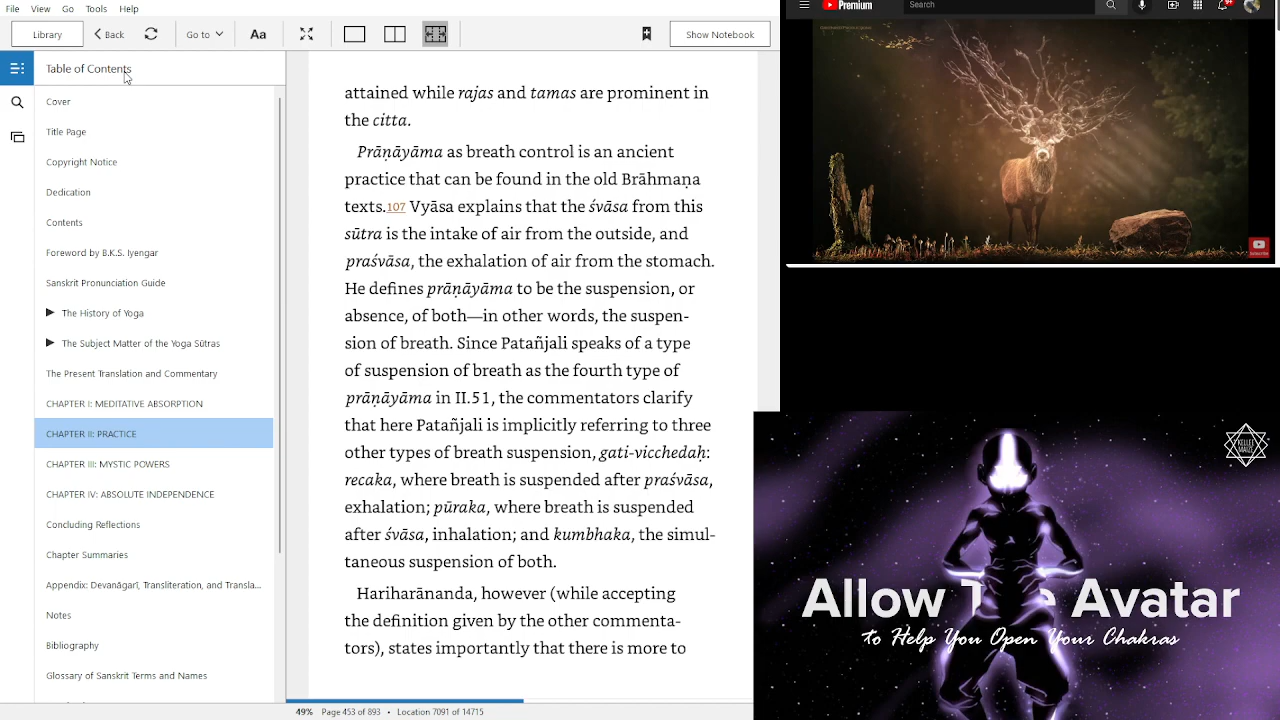 File View Go Tools Help
Library Back Go to Aa Show Notebook
Table of Contents
Cover
Title Page
Copyright Notice
Dedication
Contents
Foreword by B.K.S. Iyengar
Sanskrit Pronunciation Guide
The History of Yoga
The Subject Matter of the Yoga Sūtras
The Present Translation and Commentary
CHAPTER I: MEDITATIVE ABSORPTION
CHAPTER II: PRACTICE
CHAPTER III: MYSTIC POWERS
CHAPTER IV: ABSOLUTE INDEPENDENCE
Concluding Reflections
Chapter Summaries
Appendix: Devanāgarī, Transliteration, and Transla...
Notes
Bibliography
Glossary of Sanskrit Terms and Names
attained while rajas and tamas are prominent in
the citta.
Prāṇāyāma as breath control is an ancient
practice that can be found in the old Brāhmaṇa
texts.107 Vyāsa explains that the śvāsa from this
sūtra is the intake of air from the outside, and
praśvāsa, the exhalation of air from the stomach.
He defines prāṇāyāma to be the suspension, or
absence, of both—in other words, the suspen-
sion of breath. Since Patañjali speaks of a type
of suspension of breath as the fourth type of
prāṇāyāma in II.51, the commentators clarify
that here Patañjali is implicitly referring to three
other types of breath suspension, gati-vicchedaḥ:
recaka, where breath is suspended after praśvāsa,
exhalation; pūraka, where breath is suspended
after śvāsa, inhalation; and kumbhaka, the simul-
taneous suspension of both.
Hariharānanda, however (while accepting
the definition given by the other commenta-
tors), states importantly that there is more to
49% Page 453 of 893 • Location 7091 of 14715
Premium Search 9+
Subscribe
Allow T e Avatar
to Help You Open Your Chakras